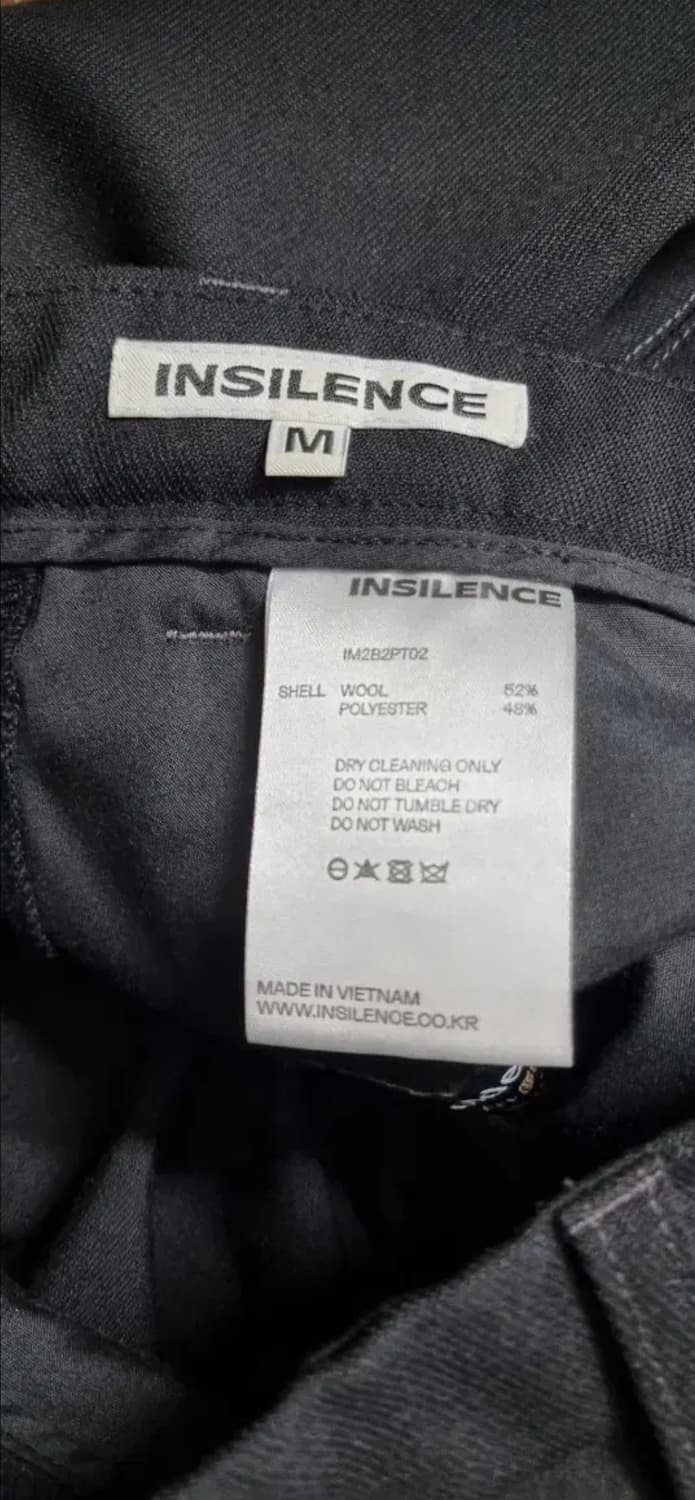 INSILENCE
M
INSILENCE
IM2B2PT02
SHELL WOOL 52%
POLYESTER 48%
DRY CLEANING ONLY
DO NOT BLEACH
DO NOT TUMBLE DRY
DO NOT WASH
MADE IN VIETNAM
WWW.INSILENCE.CO.KR